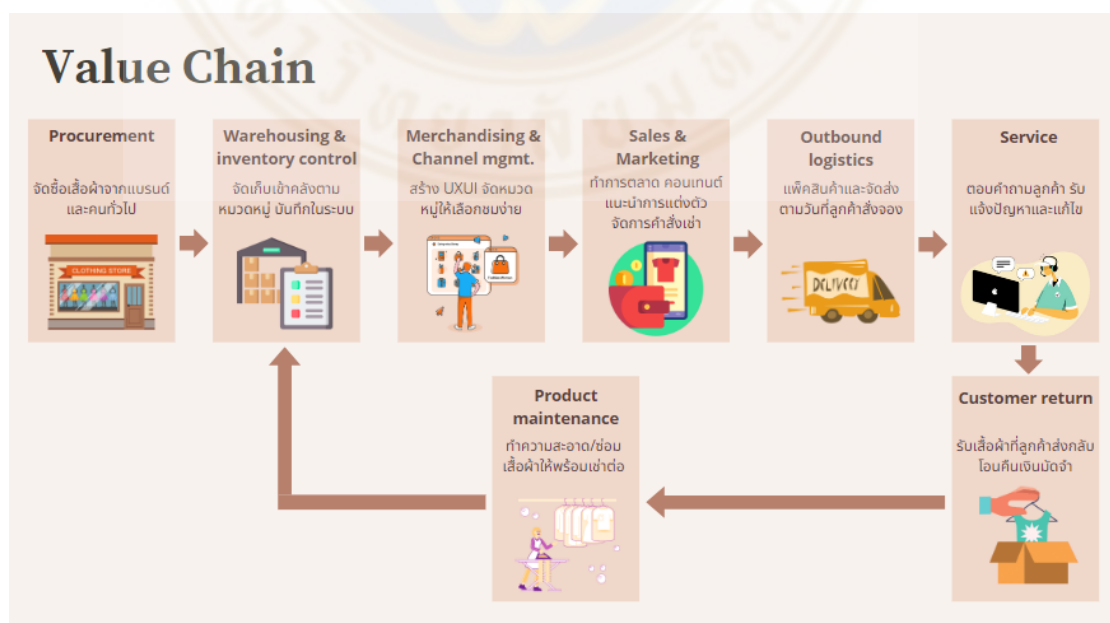 Value Chain
Procurement
จัดซื้อเสื้อผ้าจากแบรนด์
และคนทั่วไป
CLOTHING STORE
Warehousing &
inventory control
จัดเก็บเข้าคลังตาม
หมวดหมู่ บันทึกในระบบ
Merchandising &
Channel mgmt.
สร้าง UXUI จัดหมวด
หมู่ให้เลือกชมง่าย
Sales &
Marketing
ทำการตลาด คอนเทนต์
แนะนำการแต่งตัว
จัดการคำสั่งเช่า
Outbound
logistics
แพ็คสินค้าและจัดส่ง
ตามวันที่ลูกค้าสั่งจอง
DELIVERY
Service
ตอบคำถามลูกค้า รับ
แจ้งปัญหาและแก้ไข
Customer return
รับเสื้อผ้าที่ลูกค้าส่งกลับ
โอนคืนเงินมัดจำ
Product
maintenance
ทำความสะอาด/ซ่อม
เสื้อผ้าให้พร้อมเช่าต่อ